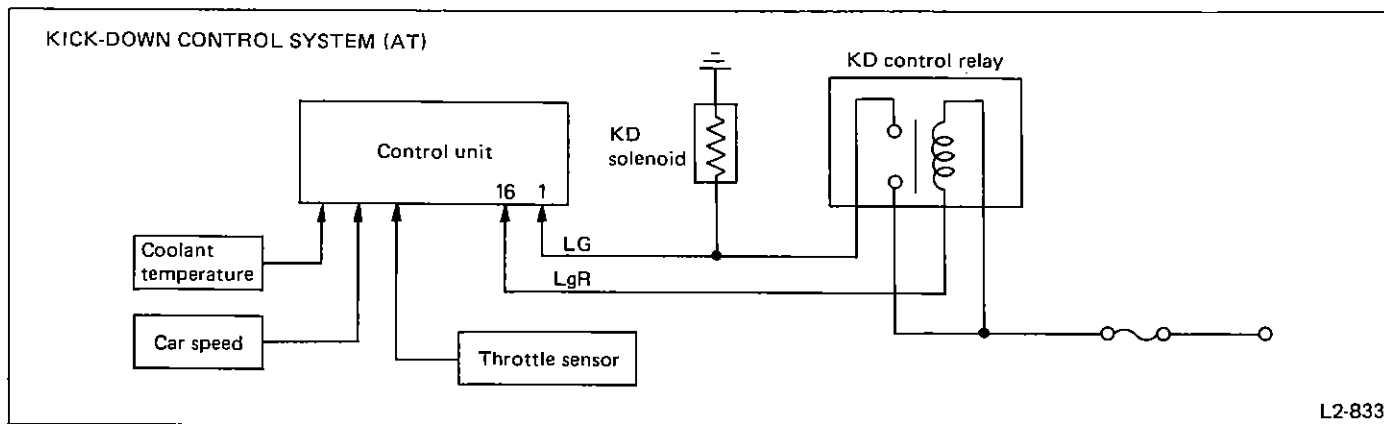 KICK-DOWN CONTROL SYSTEM (AT)
KD control relay
Control unit
KD
solenoid
16 1
Coolant
temperature
LG
LgR
Car speed
Throttle sensor
L2-833